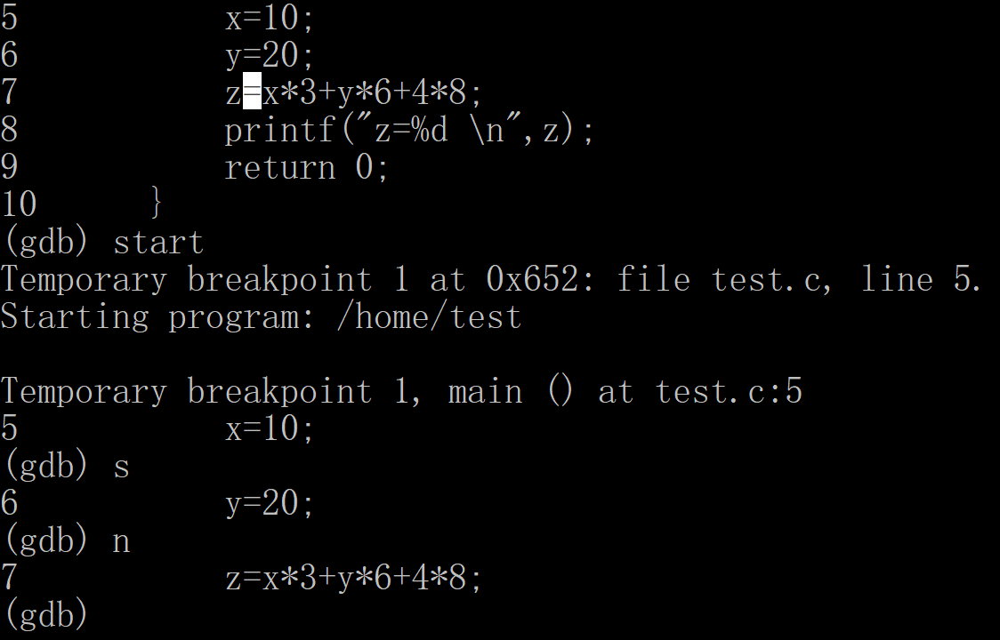 5           x=10;
6           y=20;
7           z=x*3+y*6+4*8;
8           printf("z=%d \n",z);
9           return 0;
10      }
(gdb) start
Temporary breakpoint 1 at 0x652: file test.c, line 5.
Starting program: /home/test

Temporary breakpoint 1, main () at test.c:5
5           x=10;
(gdb) s
6           y=20;
(gdb) n
7           z=x*3+y*6+4*8;
(gdb)